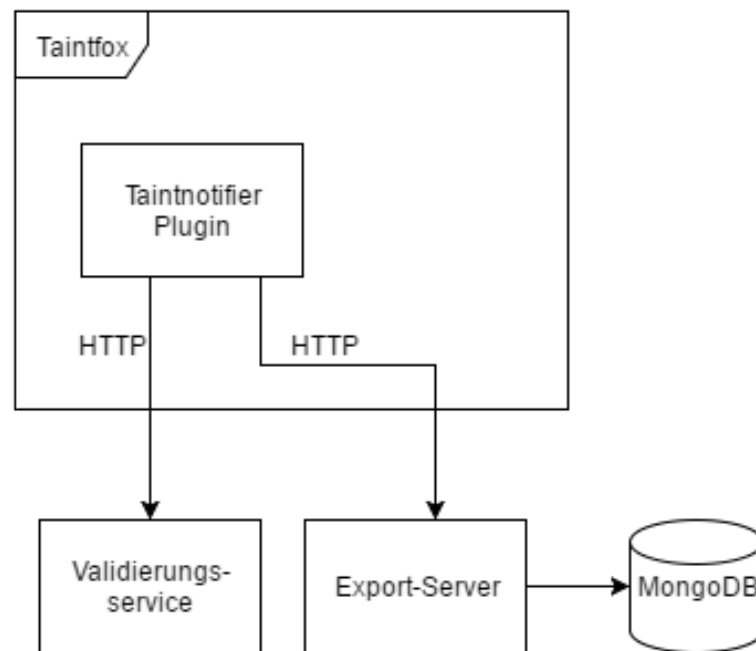 Taintfox
Taintnotifier
Plugin
HTTP
HTTP
Validierungs-
service
Export-Server
MongoDB